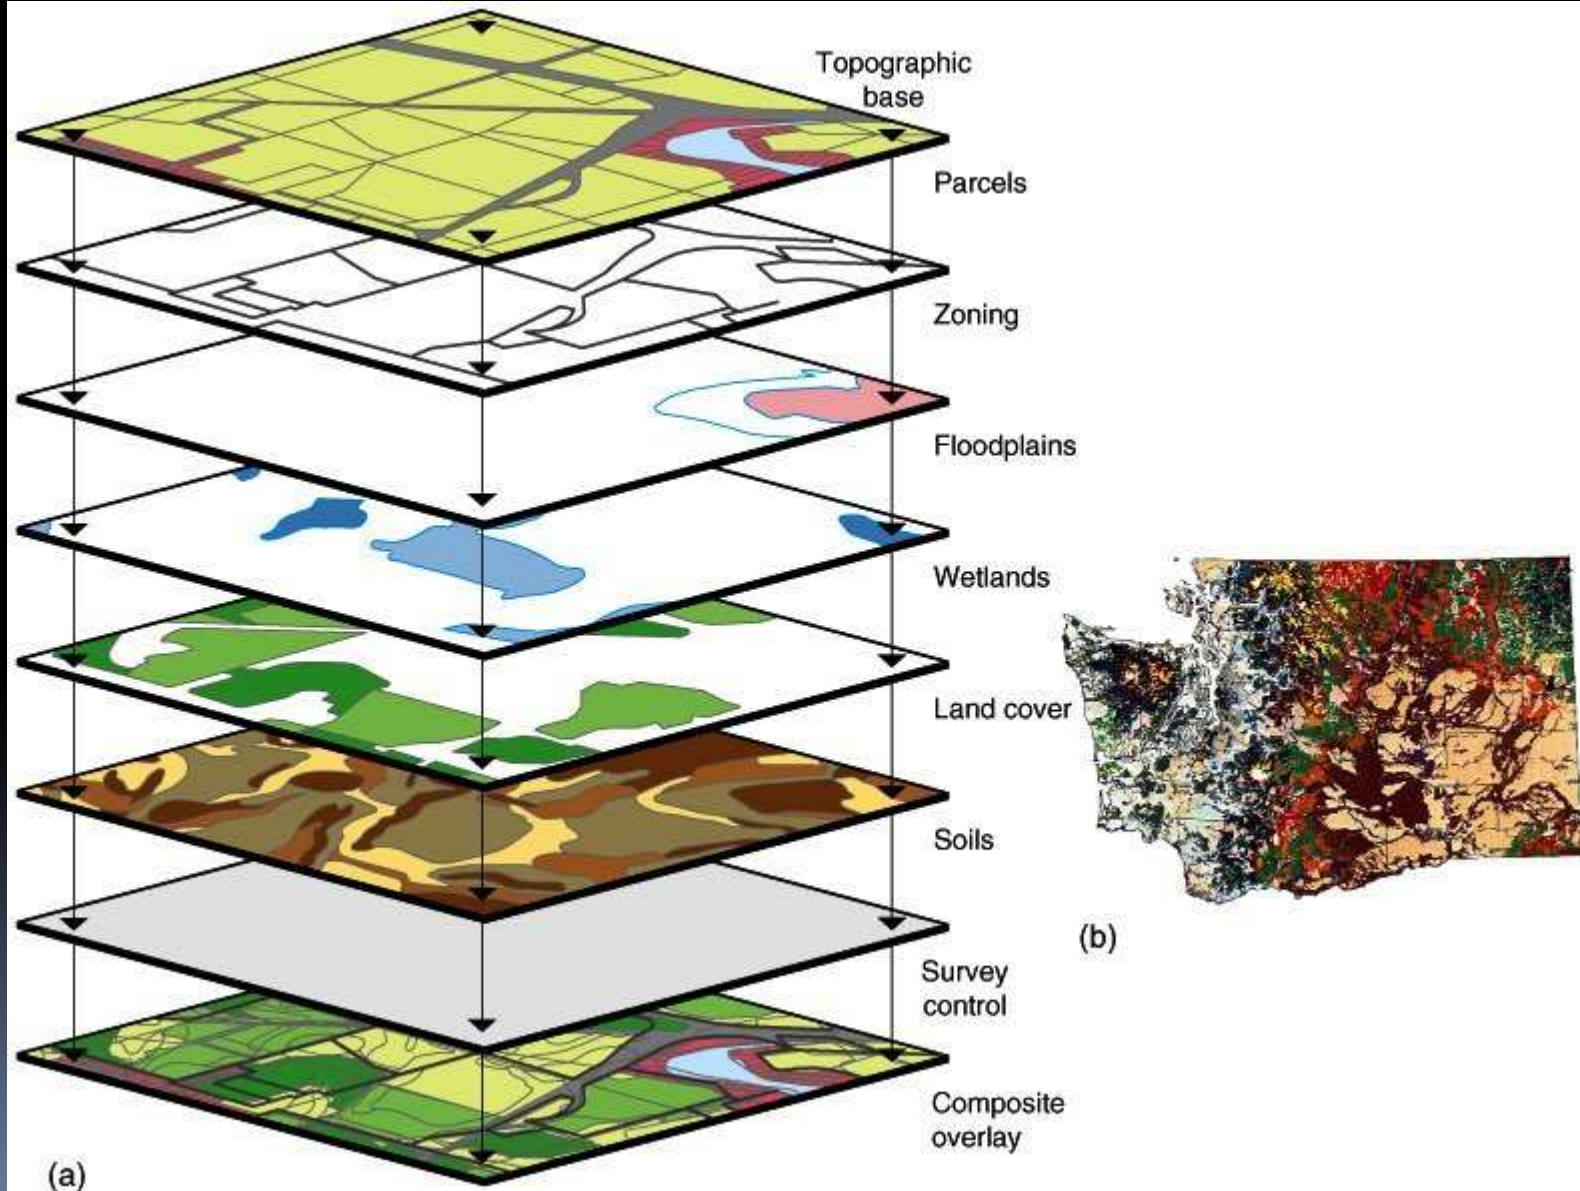 Topographic
base
Parcels
Zoning
Floodplains
Wetlands
Land cover
Soils
Survey
control
Composite
overlay
(a)
(b)